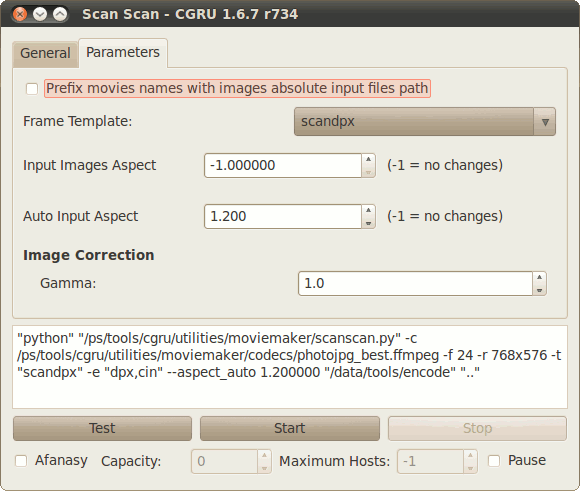 Scan Scan - CGRU 1.6.7 r734
General Parameters
Prefix movies names with images absolute input files path
Frame Template: scandpx
Input Images Aspect -1.000000 (-1 = no changes)
Auto Input Aspect 1.200 (-1 = no changes)
Image Correction
Gamma: 1.0
"python" "/ps/tools/cgru/utilities/moviemaker/scanscan.py" -c
/ps/tools/cgru/utilities/moviemaker/codecs/photojpg_best.ffmpeg -f 24 -r 768x576 -t
"scandpx" -e "dpx,cin" --aspect_auto 1.200000 "/data/tools/encode" ".."
Test Start Stop
Afanasy Capacity: 0 Maximum Hosts: -1 Pause